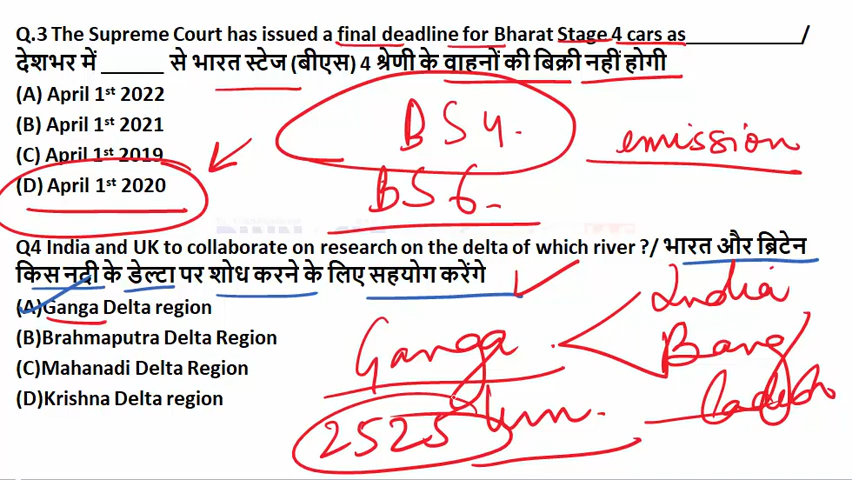 Q.3 The Supreme Court has issued a final deadline for Bharat Stage 4 cars as____________/
देशभर में ______ से भारत स्टेज (बीएस) 4 श्रेणी के वाहनों की बिक्री नहीं होगी
(A) April 1st 2022
(B) April 1st 2021
BS4.
emission
(C) April 1st 2019
(D) April 1st 2020
BS6-
Q4 India and UK to collaborate on research on the delta of which river ?/ भारत और ब्रिटेन
किस नदी के डेल्टा पर शोध करने के लिए सहयोग करेंगे
(A)Ganga Delta region
India
(B)Brahmaputra Delta Region
Ganga
Bang
(C)Mahanadi Delta Region
ladesh
(D)Krishna Delta region
2525 km.